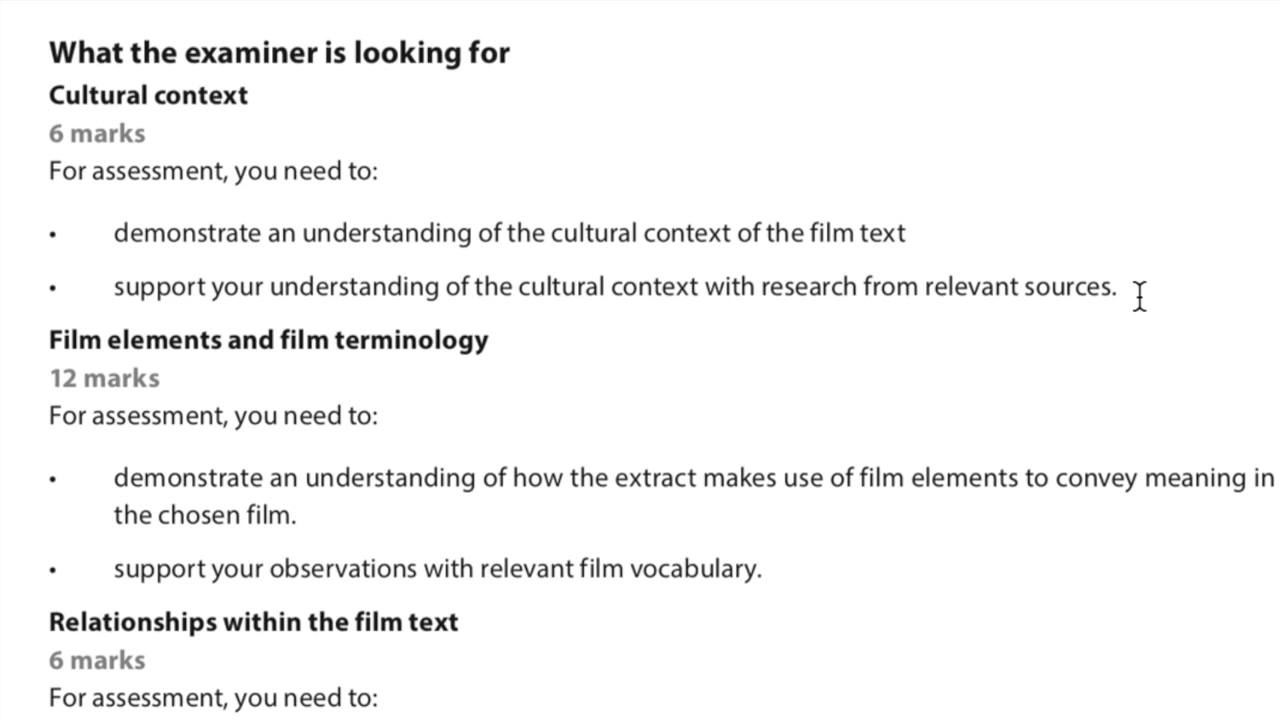 What the examiner is looking for
Cultural context
6 marks
For assessment, you need to:
• demonstrate an understanding of the cultural context of the film text
• support your understanding of the cultural context with research from relevant sources.
Film elements and film terminology
12 marks
For assessment, you need to:
• demonstrate an understanding of how the extract makes use of film elements to convey meaning in
the chosen film.
• support your observations with relevant film vocabulary.
Relationships within the film text
6 marks
For assessment, you need to: